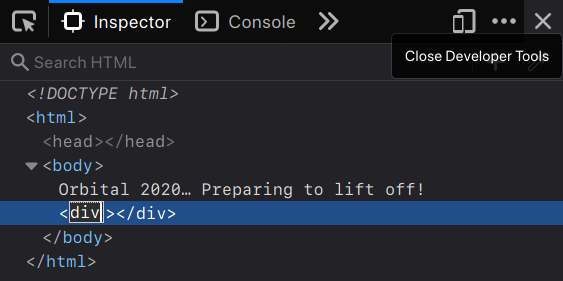 Inspector Console
Close Developer Tools
Search HTML
<!DOCTYPE html>
<html>
<head></head>
<body>
Orbital 2020… Preparing to lift off!
<div></div>
</body>
</html>